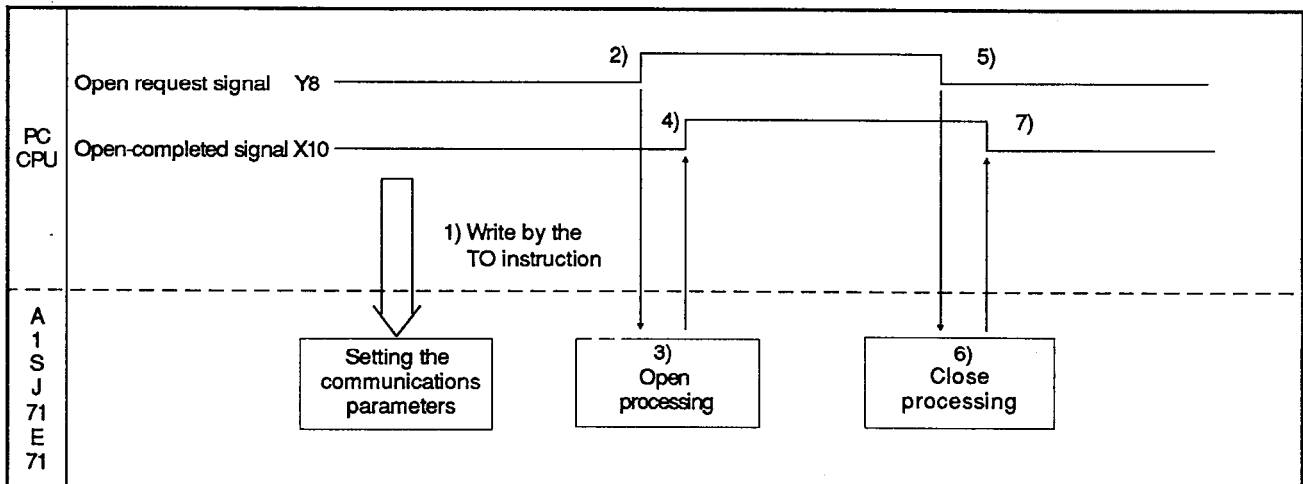 2)
5)
Open request signal Y8
4)
7)
PC
CPU
Open-completed signal X10
1) Write by the
TO instruction
A
1
S
J
71
E
71
Setting the
communications
parameters
3)
Open
processing
6)
Close
processing